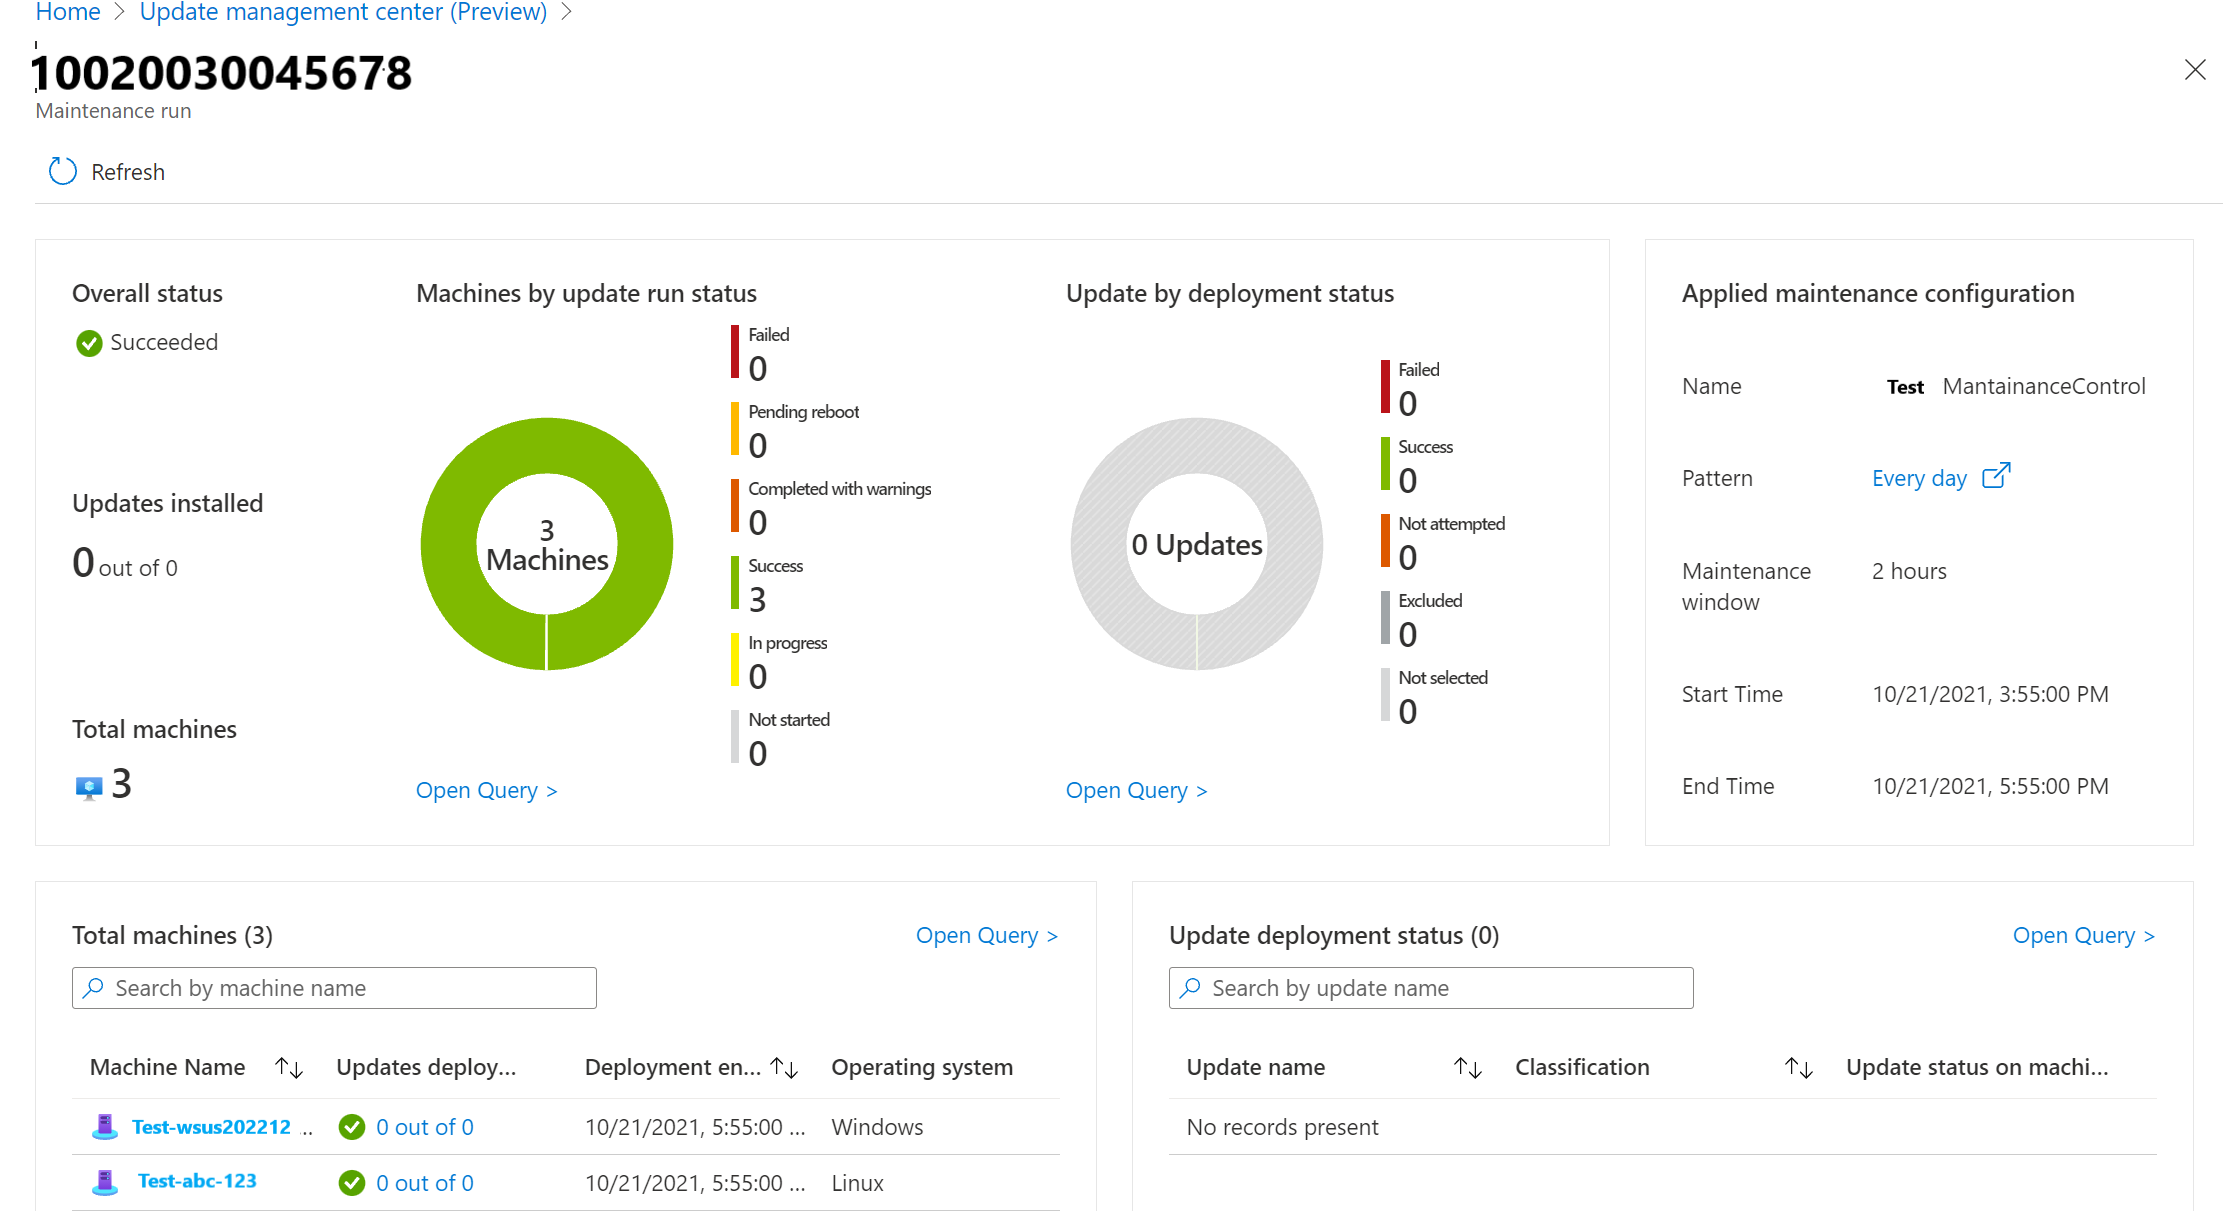 Home > Update management center (Preview) >
10020030045678
Maintenance run
Refresh
Overall status
Succeeded
Updates installed
0 out of 0
Total machines
3
Machines by update run status
3
Machines
Failed
0
Pending reboot
0
Completed with warnings
0
Success
3
In progress
0
Not started
0
Open Query >
Update by deployment status
0 Updates
Failed
0
Success
0
Not attempted
0
Excluded
0
Not selected
0
Open Query >
Applied maintenance configuration
Name Test MantainanceControl
Pattern Every day
Maintenance window 2 hours
Start Time 10/21/2021, 3:55:00 PM
End Time 10/21/2021, 5:55:00 PM
Total machines (3) Open Query >
Search by machine name
Machine Name Updates deploy... Deployment en... Operating system
Test-wsus202212 .. 0 out of 0 10/21/2021, 5:55:00 ... Windows
Test-abc-123 0 out of 0 10/21/2021, 5:55:00 ... Linux
Update deployment status (0) Open Query >
Search by update name
Update name Classification Update status on machi...
No records present